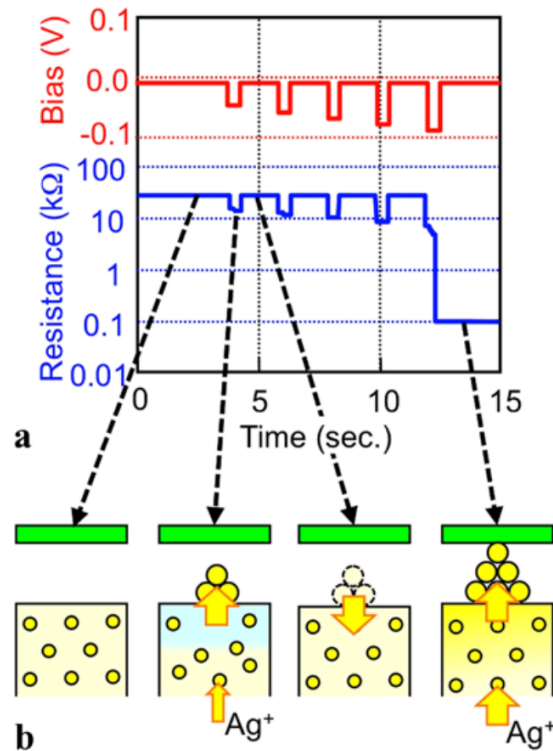 0.1
0.0
-0.1
Bias (V)
100
10
1
0.1
0.01
Resistance (kΩ)
0 5 10 15
Time (sec.)
a
Ag⁺ Ag⁺
b